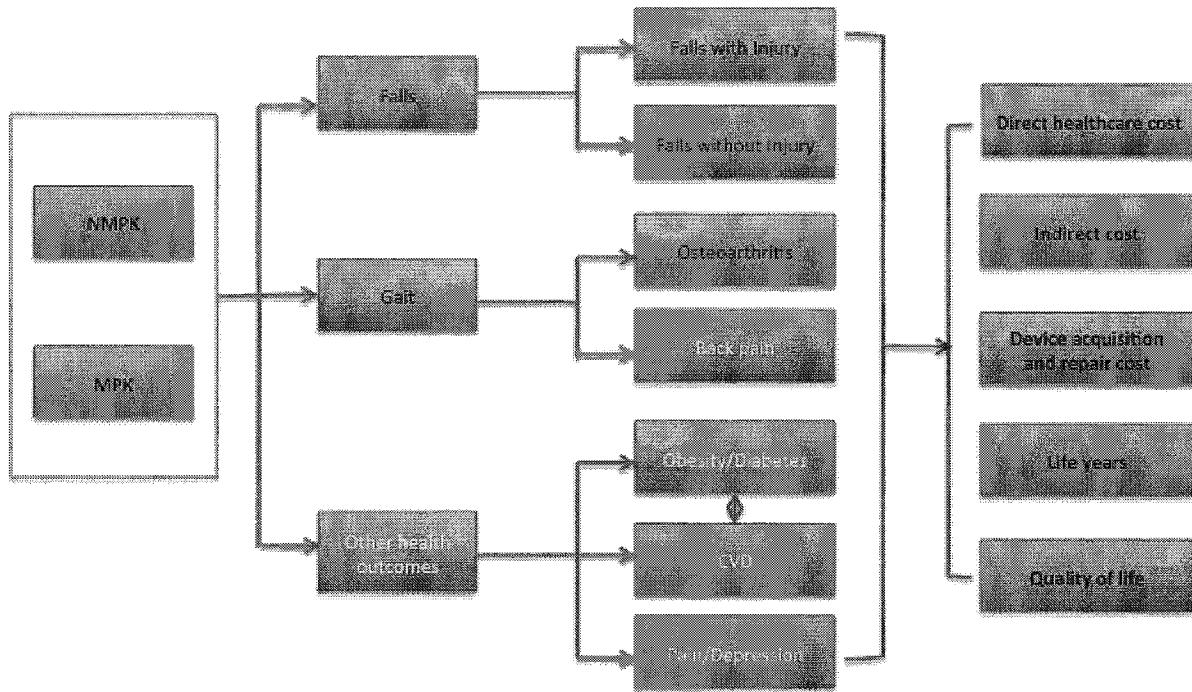 NMPK
MPK
Falls
Gait
Other health
outcomes
Falls with Injury
Falls without Injury
Osteoarthritis
Back pain
Obesity/Diabetes
CVD
Pain/Depression
Direct healthcare cost
Indirect cost
Device acquisition
and repair cost
Life years
Quality of life